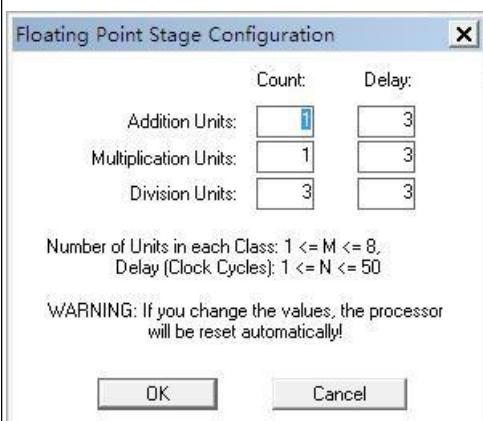 Floating Point Stage Configuration
Count: Delay:
Addition Units: 1 3
Multiplication Units: 1 3
Division Units: 3 3
Number of Units in each Class: 1 <= M <= 8,
Delay (Clock Cycles): 1 <= N <= 50
WARNING: If you change the values, the processor
will be reset automatically!
OK Cancel